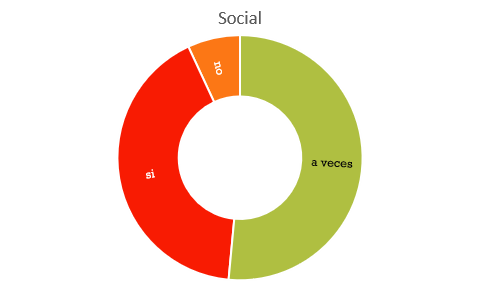 Social
no
a veces
si